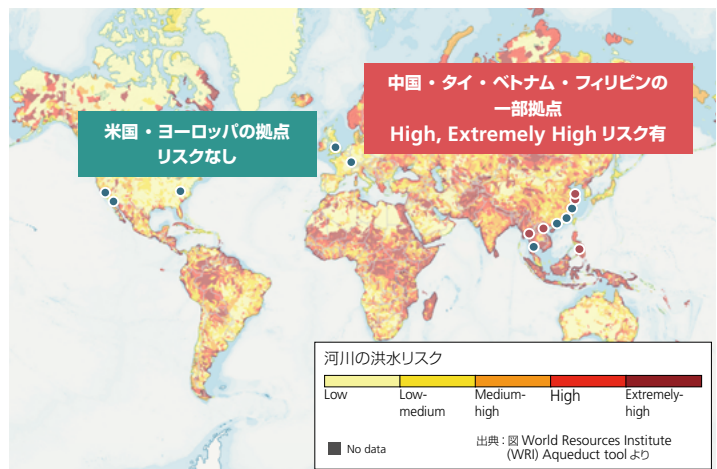 中国・タイ・ベトナム・フィリピンの
一部拠点
High, Extremely High リスク有
米国・ヨーロッパの拠点
リスクなし
河川の洪水リスク
Low
Low-
medium
Medium-
high
High
Extremely-
high
No data
出典：図 World Resources Institute
(WRI) Aqueduct tool より